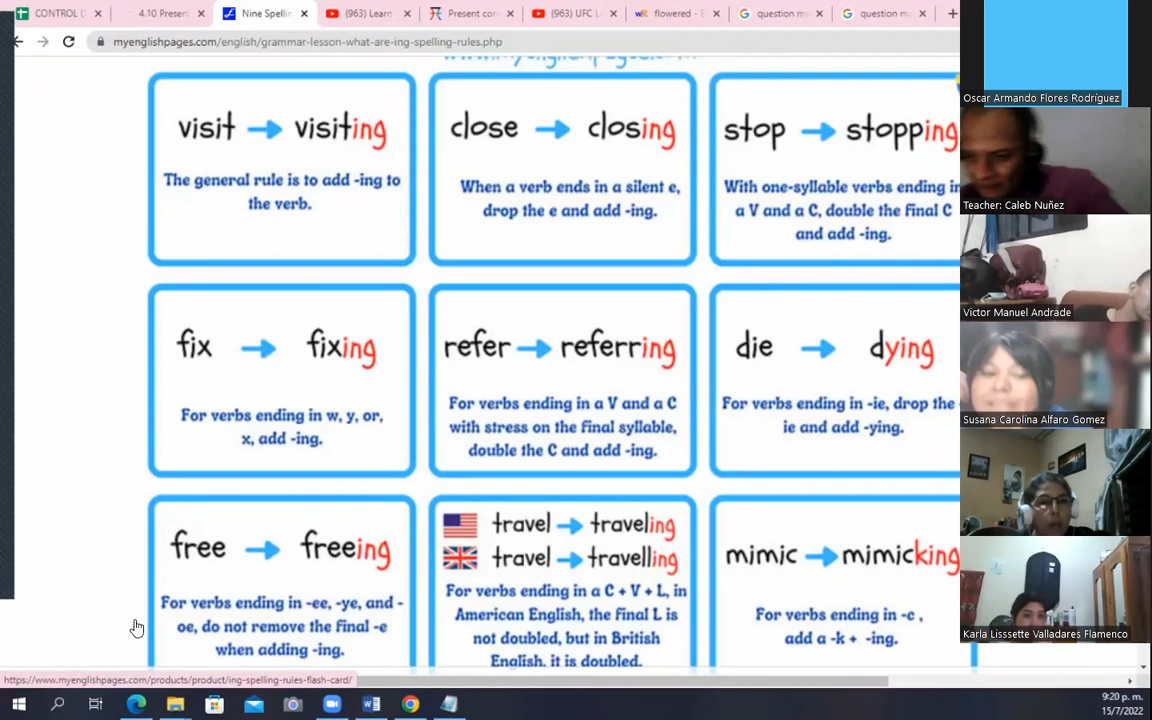 CONTROL D
4.10 Present
Nine Spellin
(963) Learn
Present con
(963) UFC L
flowered - E
question m
question m
myenglishpages.com/english/grammar-lesson-what-are-ing-spelling-rules.php
www.myenglishpages.com
visit → visiting
The general rule is to add -ing to
the verb.
close → closing
When a verb ends in a silent e,
drop the e and add -ing.
stop → stopping
With one-syllable verbs ending in
a V and a C, double the final C
and add -ing.
fix → fixing
For verbs ending in w, y, or,
x, add -ing.
refer → referring
For verbs ending in a V and a C
with stress on the final syllable,
double the C and add -ing.
die → dying
For verbs ending in -ie, drop the
ie and add -ying.
free → freeing
For verbs ending in -ee, -ye, and -
oe, do not remove the final -e
when adding -ing.
travel → traveling
travel → travelling
For verbs ending in a C + V + L, in
American English, the final L is
not doubled, but in British
English, it is doubled.
mimic → mimicking
For verbs ending in -c ,
add a -k + -ing.
https://www.myenglishpages.com/products/product/ing-spelling-rules-flash-card/
Oscar Armando Flores Rodríguez
Teacher: Caleb Nuñez
Victor Manuel Andrade
Susana Carolina Alfaro Gomez
Karla Lisssette Valladares Flamenco
9:20 p. m.
15/7/2022